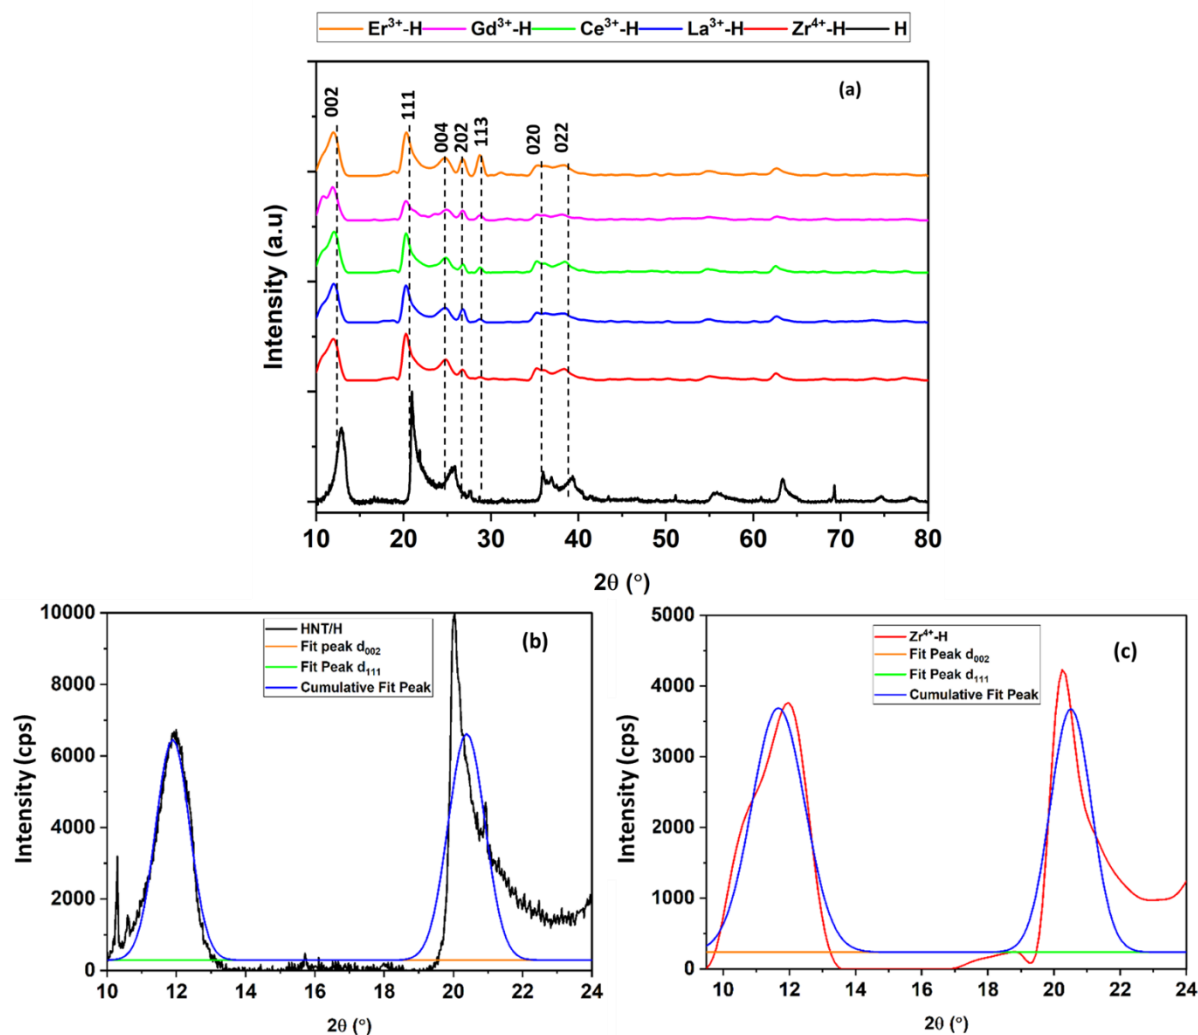 Er³⁺-H Gd³⁺-H Ce³⁺-H La³⁺-H Zr⁴⁺-H H
(a)
002 111 004 202 113 020 022
Intensity (a.u)
10 20 30 40 50 60 70 80
2θ (°)
10000
8000
6000
4000
2000
0
Intensity (cps)
HNT/H
Fit peak d₀₀₂
Fit Peak d₁₁₁
Cumulative Fit Peak
(b)
10 12 14 16 18 20 22 24
2θ (°)
5000
4000
3000
2000
1000
0
Intensity (cps)
Zr⁴⁺-H
Fit Peak d₀₀₂
Fit Peak d₁₁₁
Cumulative Fit Peak
(c)
10 12 14 16 18 20 22 24
2θ (°)